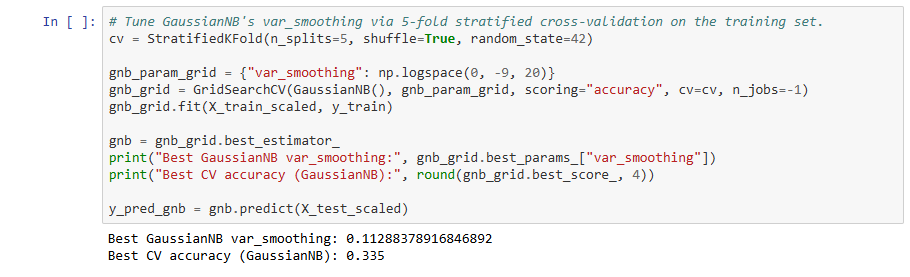 In [ ]: # Tune GaussianNB's var_smoothing via 5-fold stratified cross-validation on the training set.
cv = StratifiedKFold(n_splits=5, shuffle=True, random_state=42)
gnb_param_grid = {"var_smoothing": np.logspace(0, -9, 20)}
gnb_grid = GridSearchCV(GaussianNB(), gnb_param_grid, scoring="accuracy", cv=cv, n_jobs=-1)
gnb_grid.fit(X_train_scaled, y_train)
gnb = gnb_grid.best_estimator_
print("Best GaussianNB var_smoothing:", gnb_grid.best_params_["var_smoothing"])
print("Best CV accuracy (GaussianNB):", round(gnb_grid.best_score_, 4))
y_pred_gnb = gnb.predict(X_test_scaled)
Best GaussianNB var_smoothing: 0.11288378916846892
Best CV accuracy (GaussianNB): 0.335